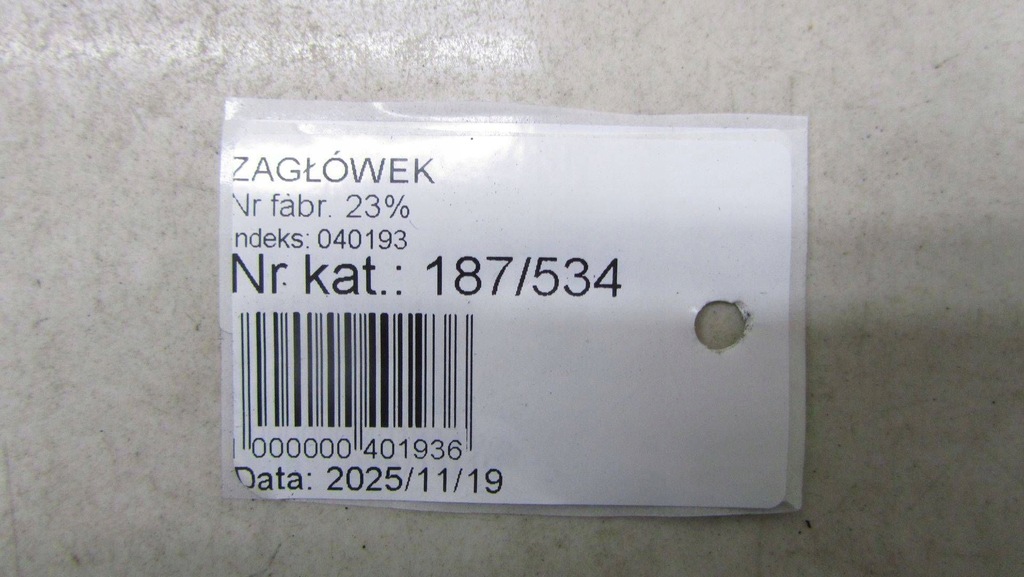 ZAGŁÓWEK
Nr fabr. 23%
ndeks: 040193
Nr kat.: 187/534
000000 401936
Data: 2025/11/19